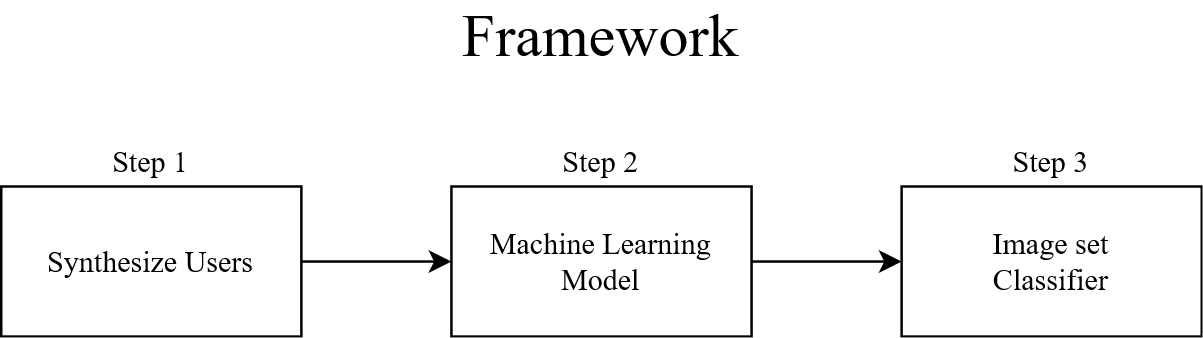 Framework
Step 1
Synthesize Users
Step 2
Machine Learning
Model
Step 3
Image set
Classifier